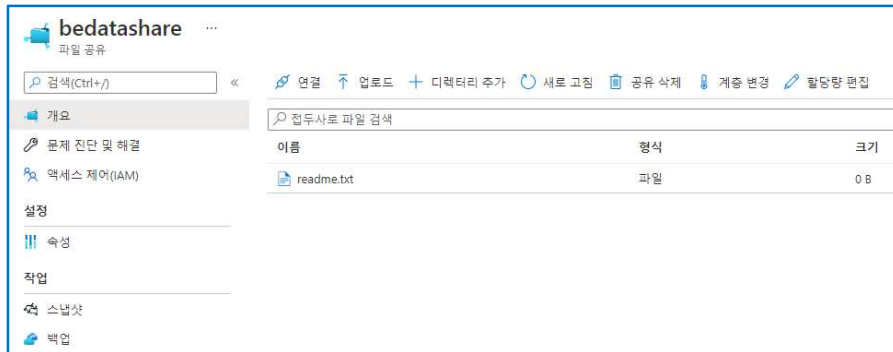 bedatashare ...
파일 공유
검색(Ctrl+/)
«
연결 업로드 디렉터리 추가 새로 고침 공유 삭제 계층 변경 할당량 편집
개요
접두사로 파일 검색
문제 진단 및 해결
이름 형식 크기
액세스 제어(IAM)
readme.txt 파일 0 B
설정
속성
작업
스냅샷
백업